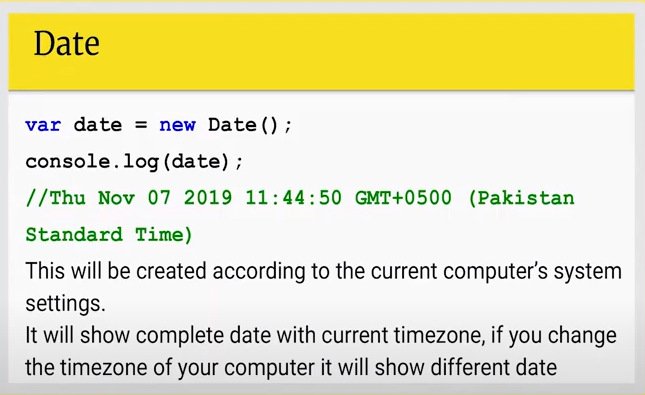 Date
var date = new Date();
console.log(date);
//Thu Nov 07 2019 11:44:50 GMT+0500 (Pakistan
Standard Time)
This will be created according to the current computer’s system
settings.
It will show complete date with current timezone, if you change
the timezone of your computer it will show different date